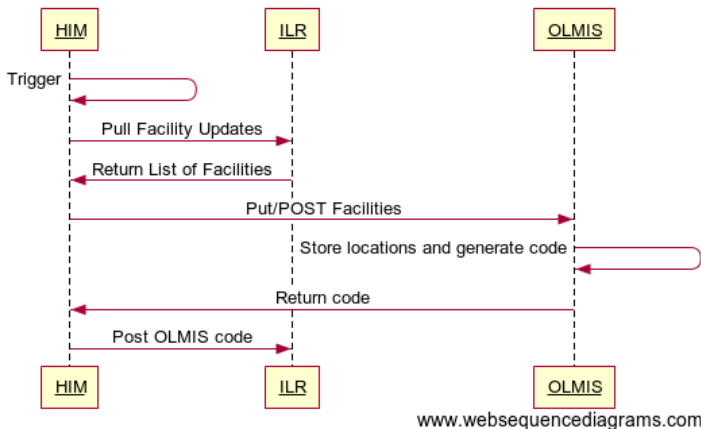 HIM ILR OLMIS
Trigger
Pull Facility Updates
Return List of Facilities
Put/POST Facilities
Store locations and generate code
Return code
Post OLMIS code
HIM ILR OLMIS
www.websequencediagrams.com